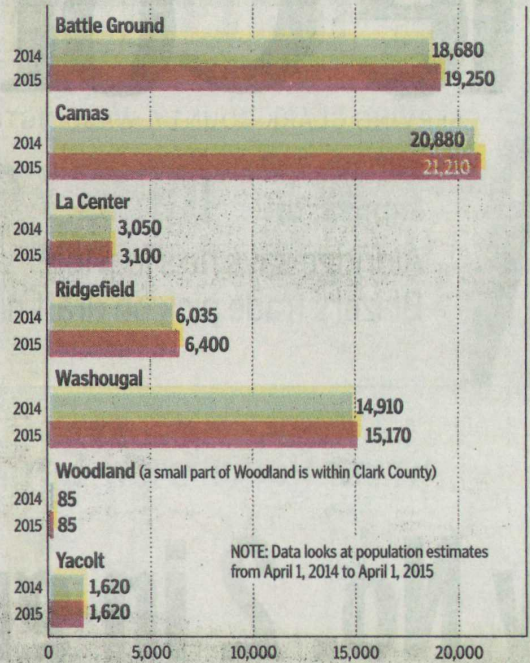 Battle Ground
2014 18,680
2015 19,250
Camas
2014 20,880
2015 21,210
La Center
2014 3,050
2015 3,100
Ridgefield
2014 6,035
2015 6,400
Washougal
2014 14,910
2015 15,170
Woodland (a small part of Woodland is within Clark County)
2014 85
2015 85
Yacolt
2014 1,620
2015 1,620
NOTE: Data looks at population estimates
from April 1, 2014 to April 1, 2015
0 5,000 10,000 15,000 20,000